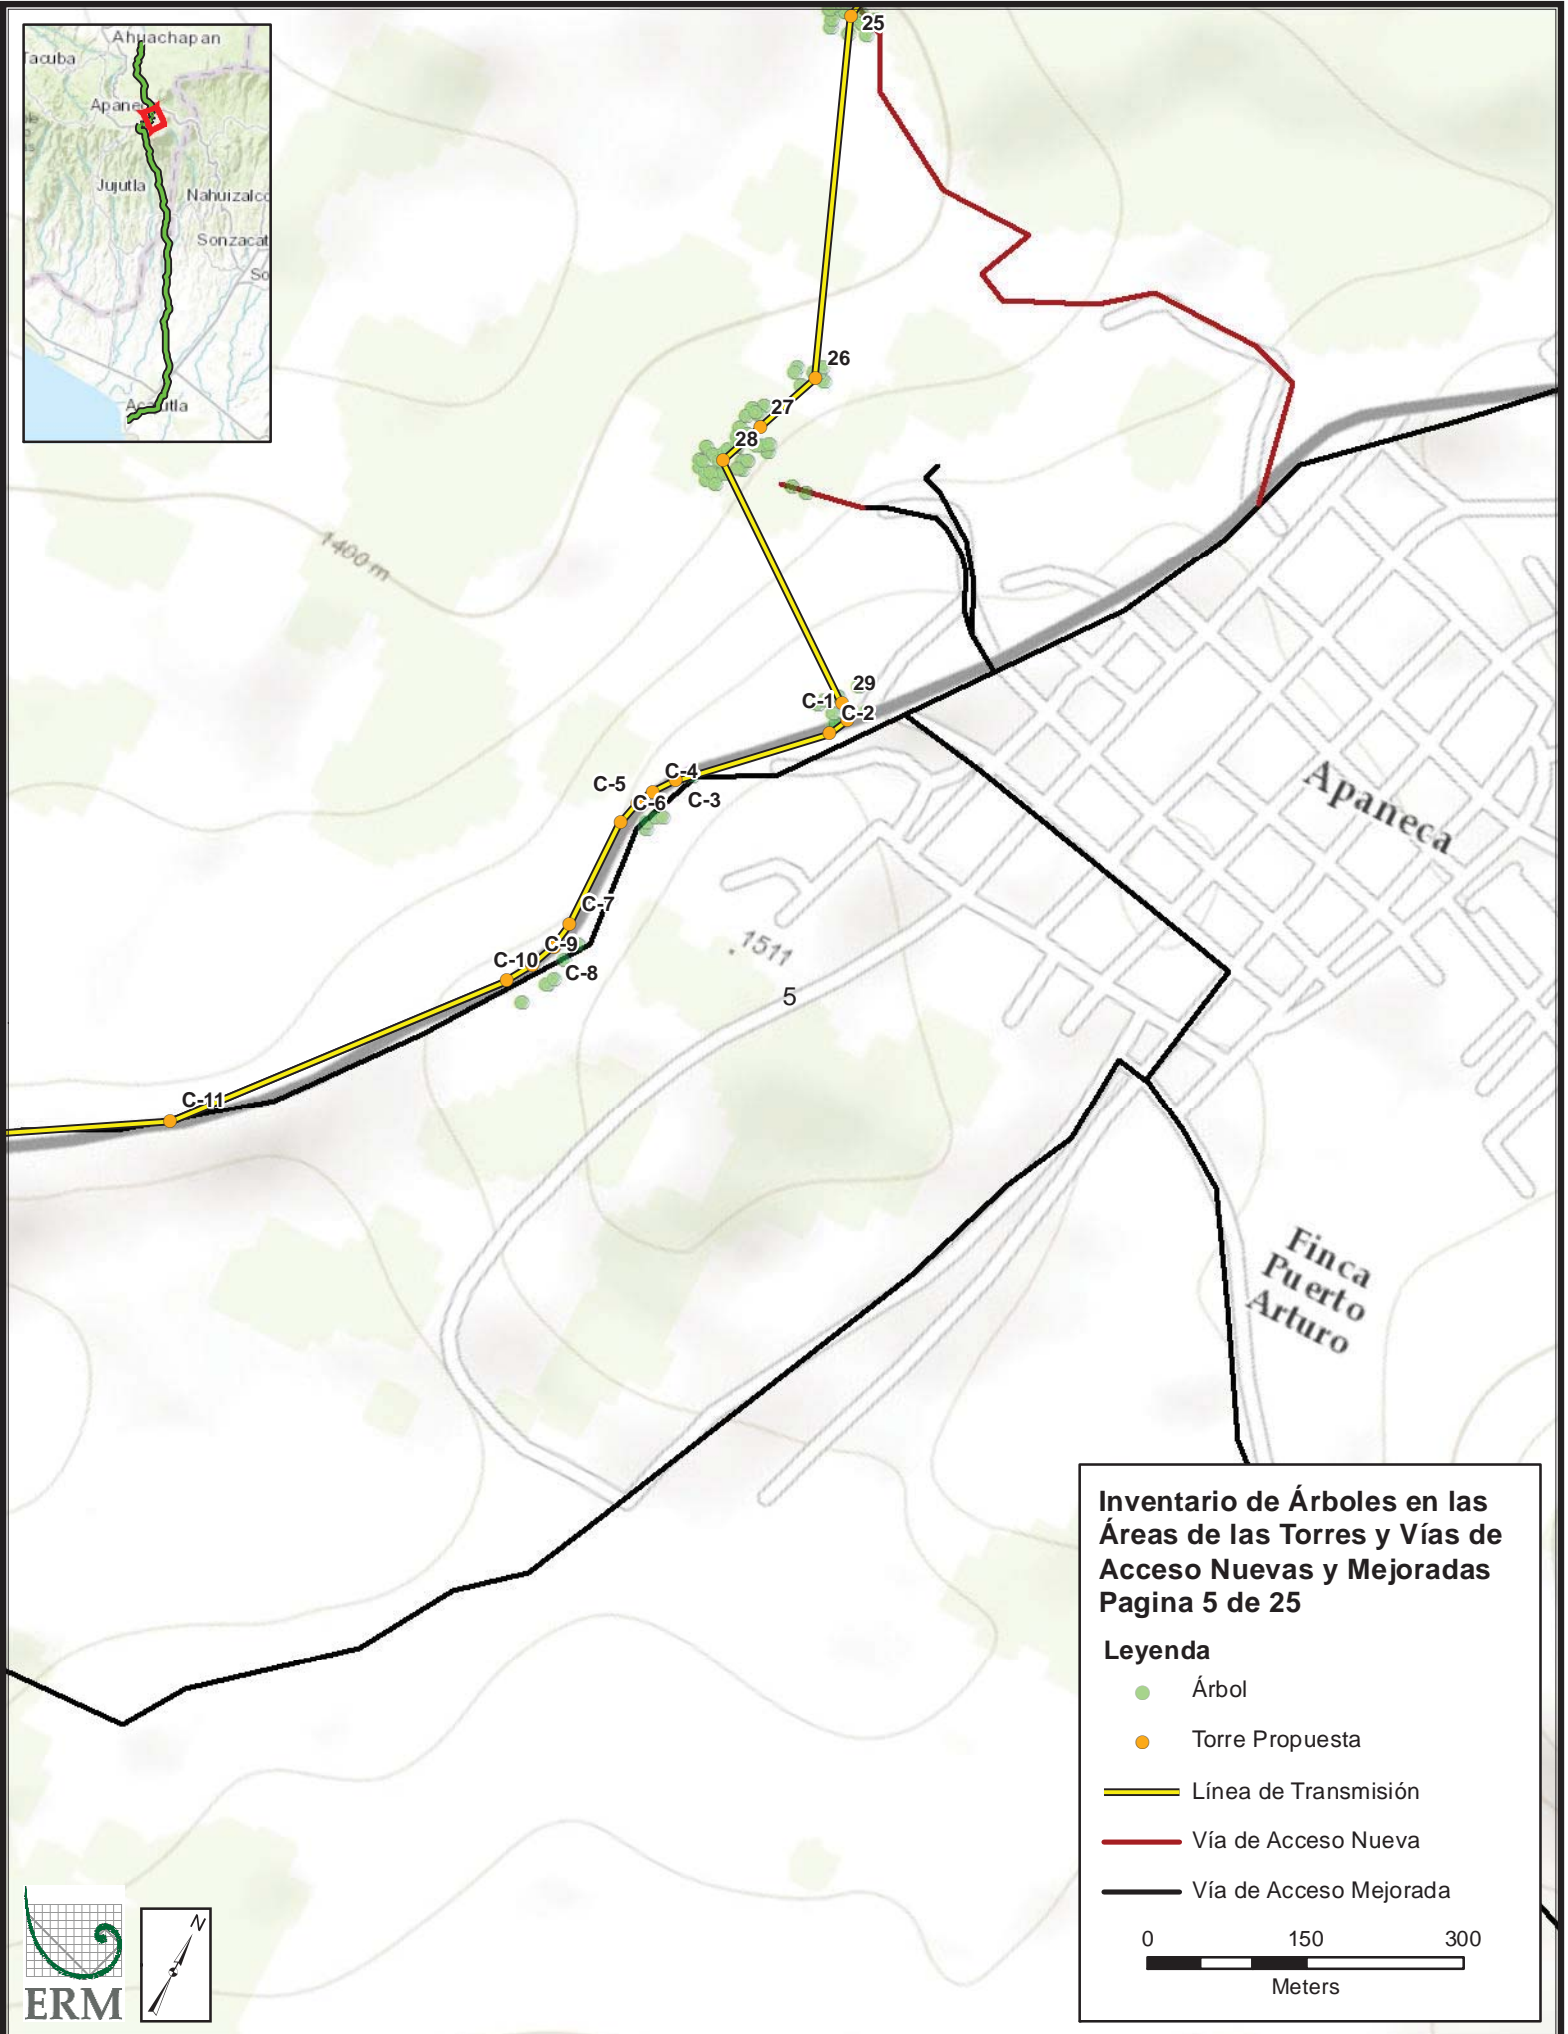 Ahuachapan
Tacuba
Jujutla
Nahuizalco
25
26
27
28
1400 m
29
C-1
C-2
C-4
C-5
C-6
C-3
C-7
C-9
C-10
C-8
C-11
1511
5
Apaneca
Finca
Puerto
Arturo
Inventario de Árboles en las
Áreas de las Torres y Vías de
Acceso Nuevas y Mejoradas
Pagina 5 de 25
Leyenda
Árbol
Torre Propuesta
Línea de Transmisión
Vía de Acceso Nueva
Vía de Acceso Mejorada
0 150 300
Meters
ERM
N